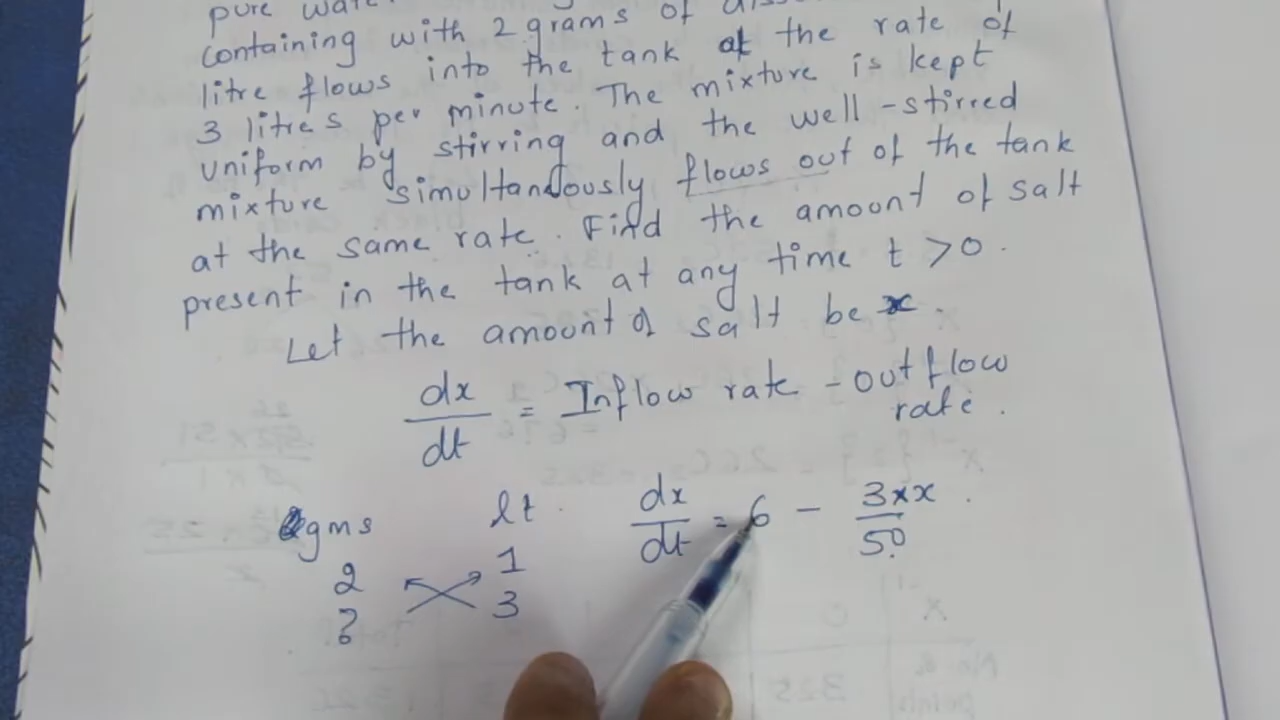 pure
containing with 2 grams of
litre flows into the tank at the rate of
3 litres per minute. The mixture is kept
uniform by stirring and the well-stirred
mixture simultaneously flows out of the tank
at the same rate. Find the amount of salt
present in the tank at any time t > 0.
Let the amount of salt be x.
dx/dt = Inflow rate - outflow rate.
gms lt. dx/dt = 6 - 3×x/50.
2 1
? 3